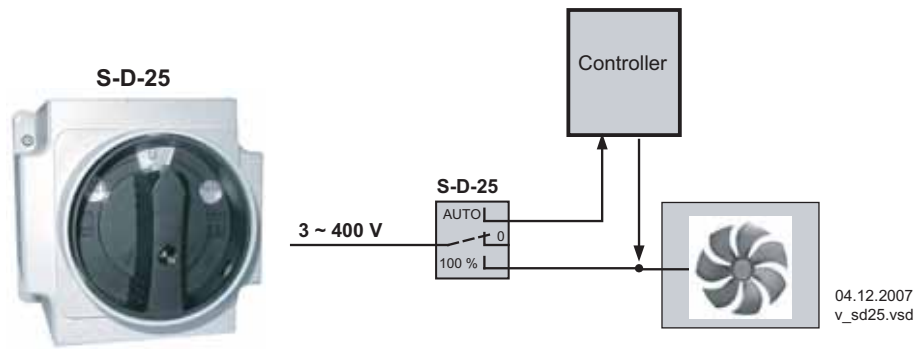 S-D-25
Controller
S-D-25
AUTO
3 ~ 400 V
0
100 %
04.12.2007
v_sd25.vsd